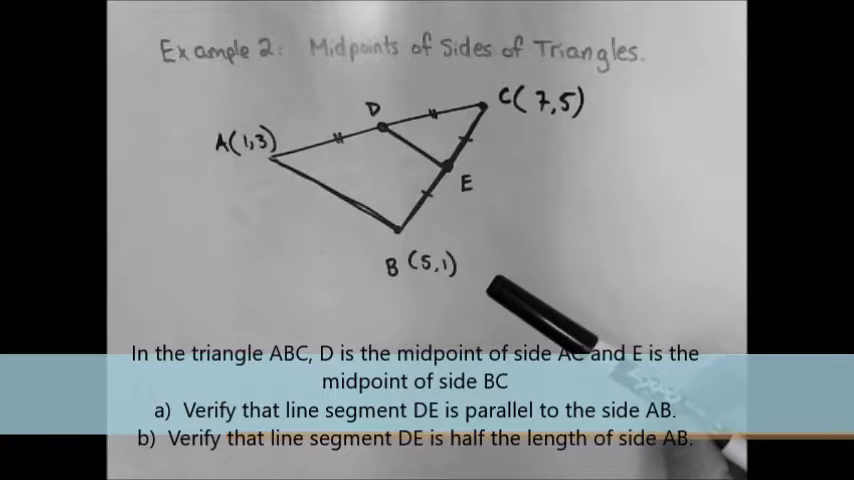 Example 2: Midpoints of Sides of Triangles.
D
C(7,5)
A(1,3)
E
B (5,1)
In the triangle ABC, D is the midpoint of side AC and E is the
midpoint of side BC
a) Verify that line segment DE is parallel to the side AB.
b) Verify that line segment DE is half the length of side AB.